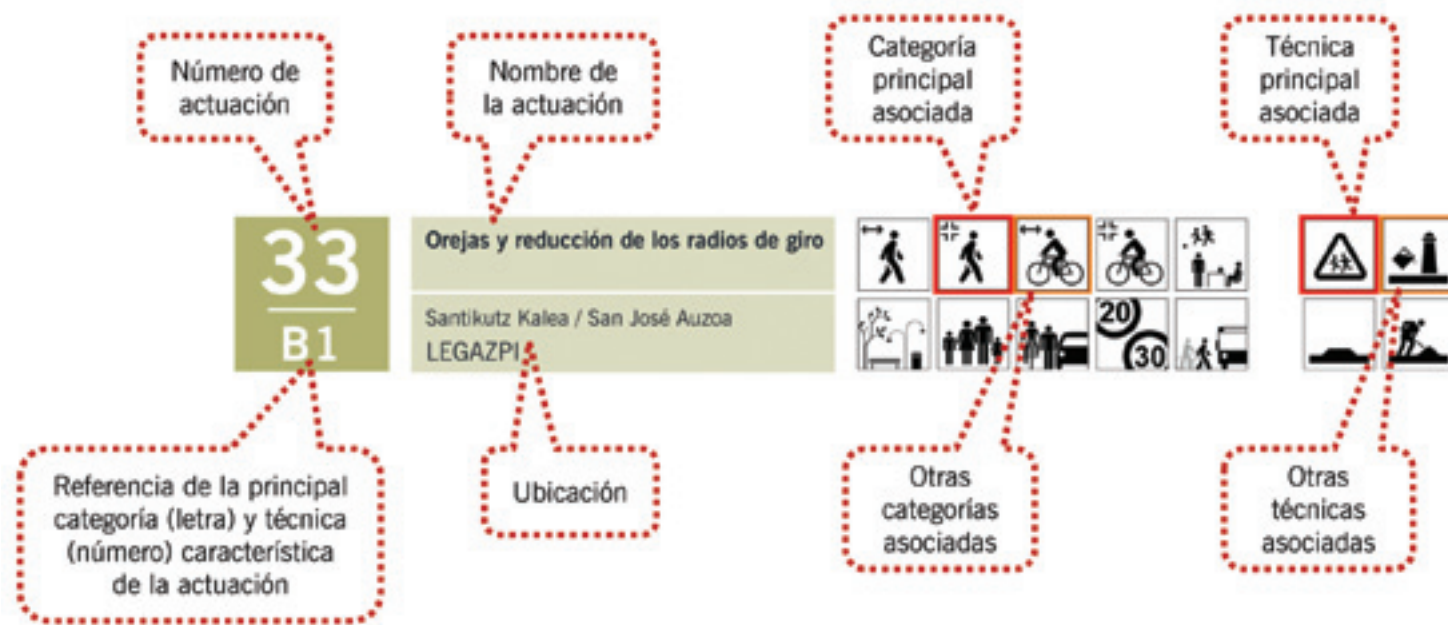 Número de
actuación
Nombre de
la actuación
Categoría
principal
asociada
Técnica
principal
asociada
33
B1
Orejas y reducción de los radios de giro
Santikutz Kalea / San José Auzoa
LEGAZPI
20
30
Referencia de la principal
categoría (letra) y técnica
(número) característica
de la actuación
Ubicación
Otras
categorías
asociadas
Otras
técnicas
asociadas